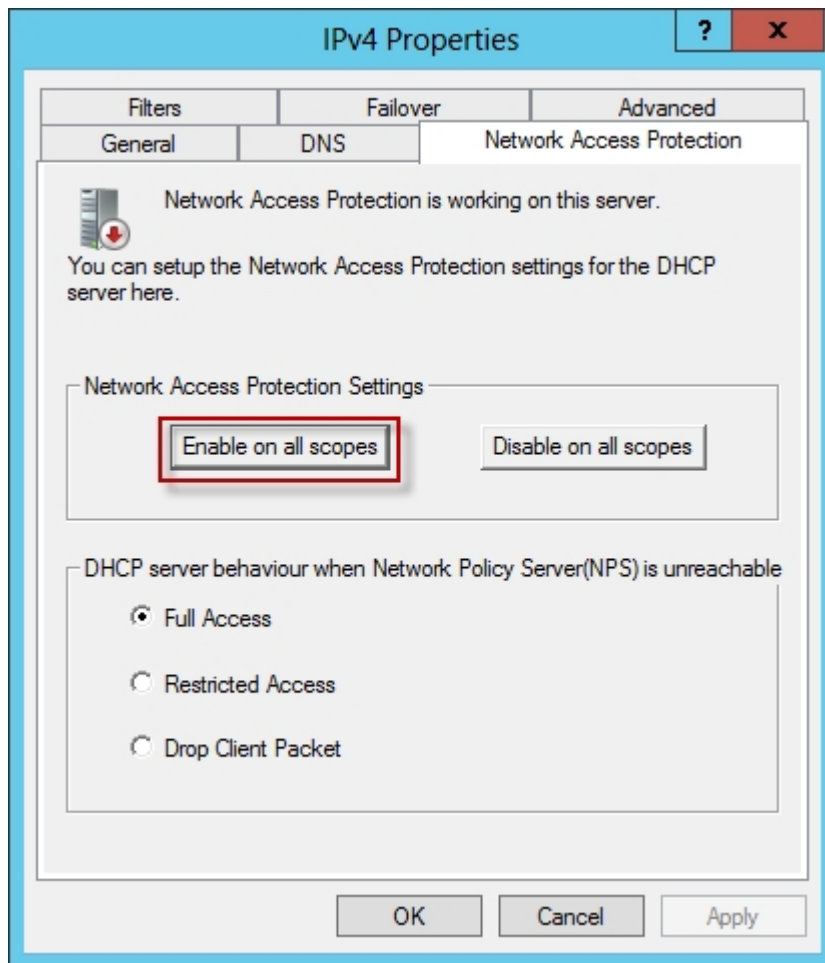 IPv4 Properties
?
x
Filters
Failover
Advanced
General
DNS
Network Access Protection
Network Access Protection is working on this server.
You can setup the Network Access Protection settings for the DHCP
server here.
Network Access Protection Settings
Enable on all scopes
Disable on all scopes
DHCP server behaviour when Network Policy Server(NPS) is unreachable
Full Access
Restricted Access
Drop Client Packet
OK
Cancel
Apply